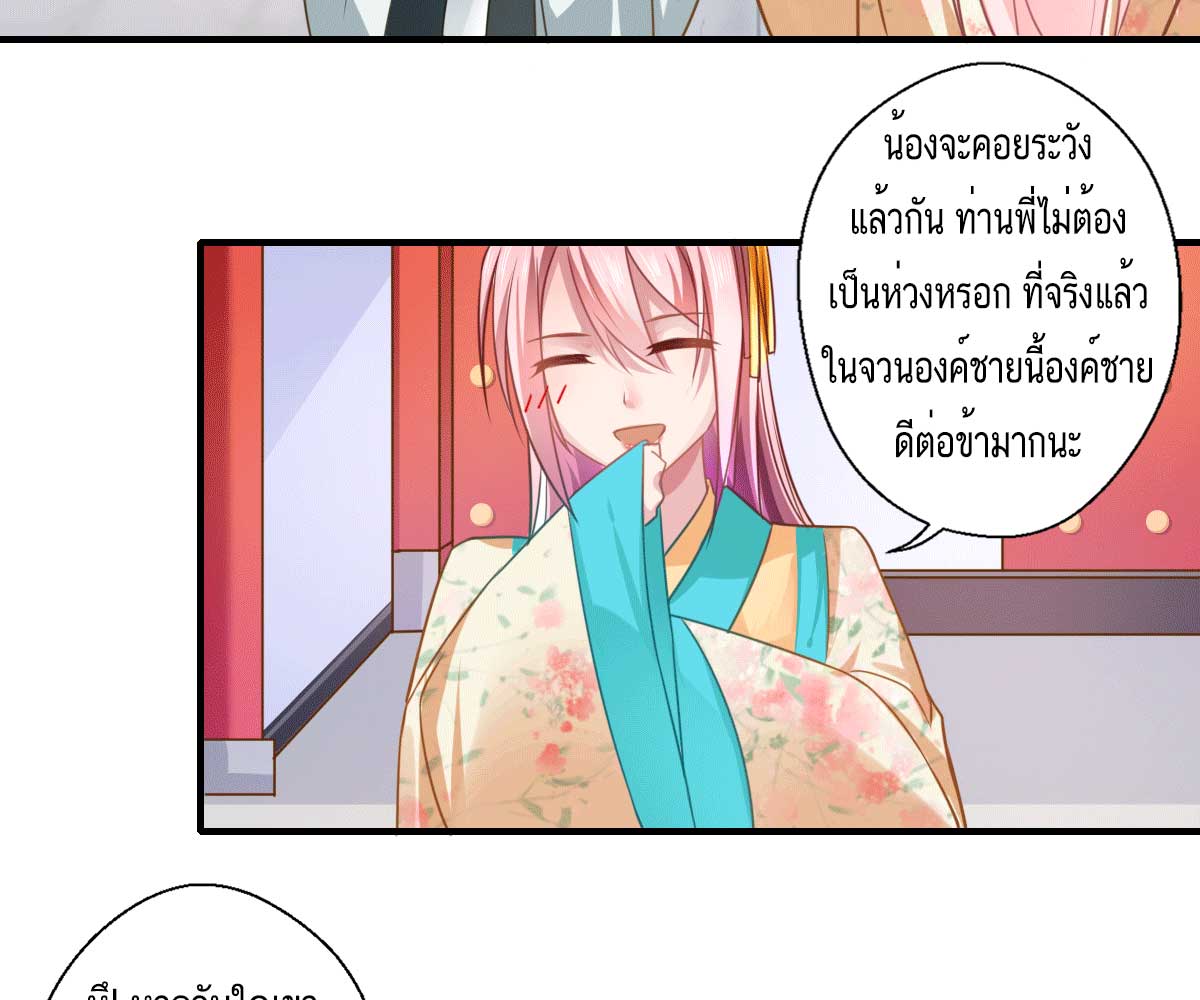 น้องจะคอยระวัง
แล้วกัน ท่านพี่ไม่ต้อง
เป็นห่วงหรอก ที่จริงแล้ว
ในจวนองค์ชายนี้องค์ชาย
ดีต่อข้ามากนะ